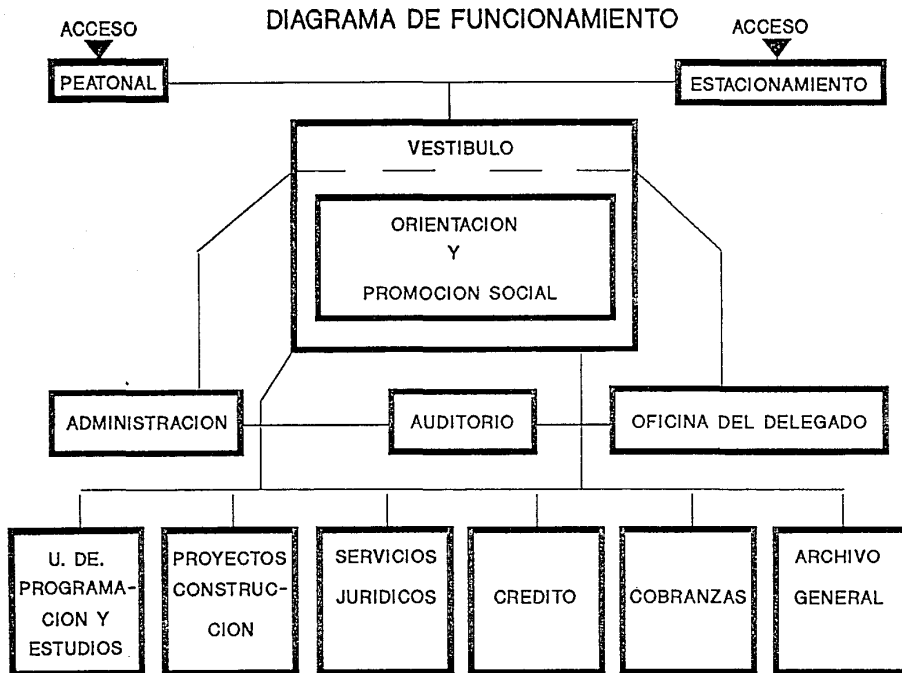 DIAGRAMA DE FUNCIONAMIENTO
ACCESO
ACCESO
PEATONAL
ESTACIONAMIENTO
VESTIBULO
ORIENTACION
Y
PROMOCION SOCIAL
ADMINISTRACION
AUDITORIO
OFICINA DEL DELEGADO
U. DE.
PROGRAMA-
CION Y
ESTUDIOS
PROYECTOS
CONSTRUC-
CION
SERVICIOS
JURIDICOS
CREDITO
COBRANZAS
ARCHIVO
GENERAL